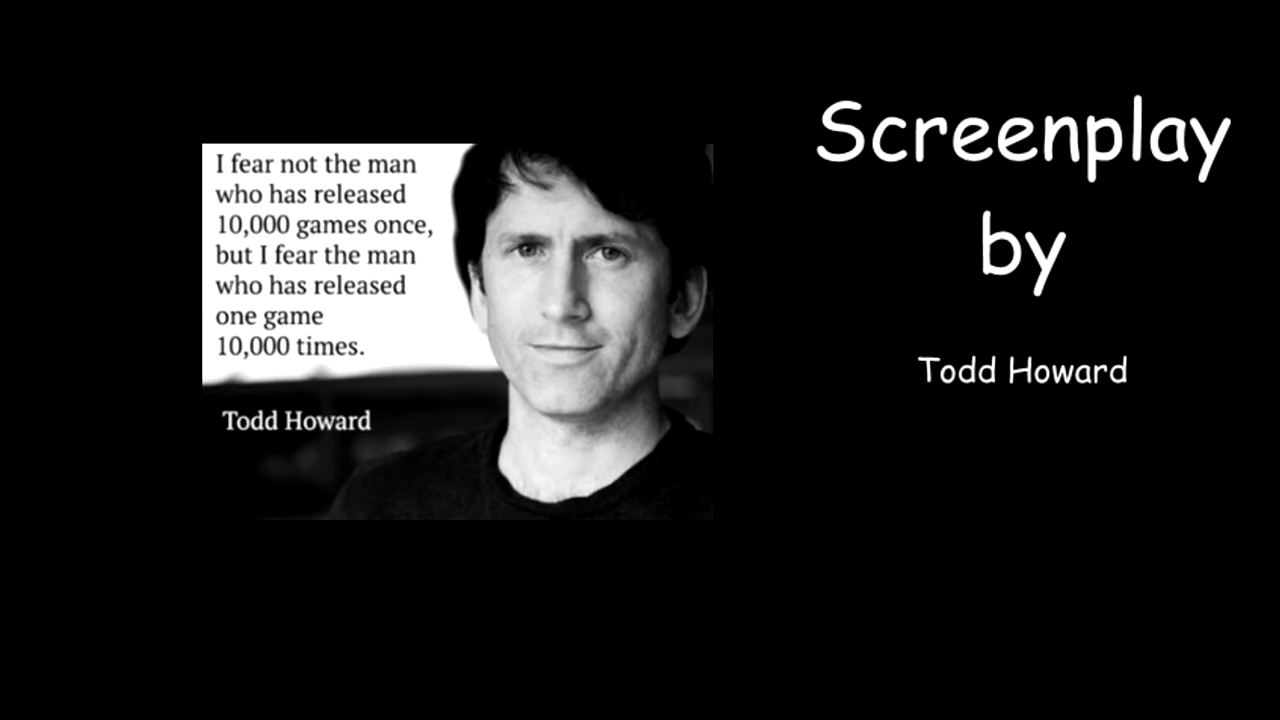 I fear not the man
who has released
10,000 games once,
but I fear the man
who has released
one game
10,000 times.
Todd Howard
Screenplay
by
Todd Howard